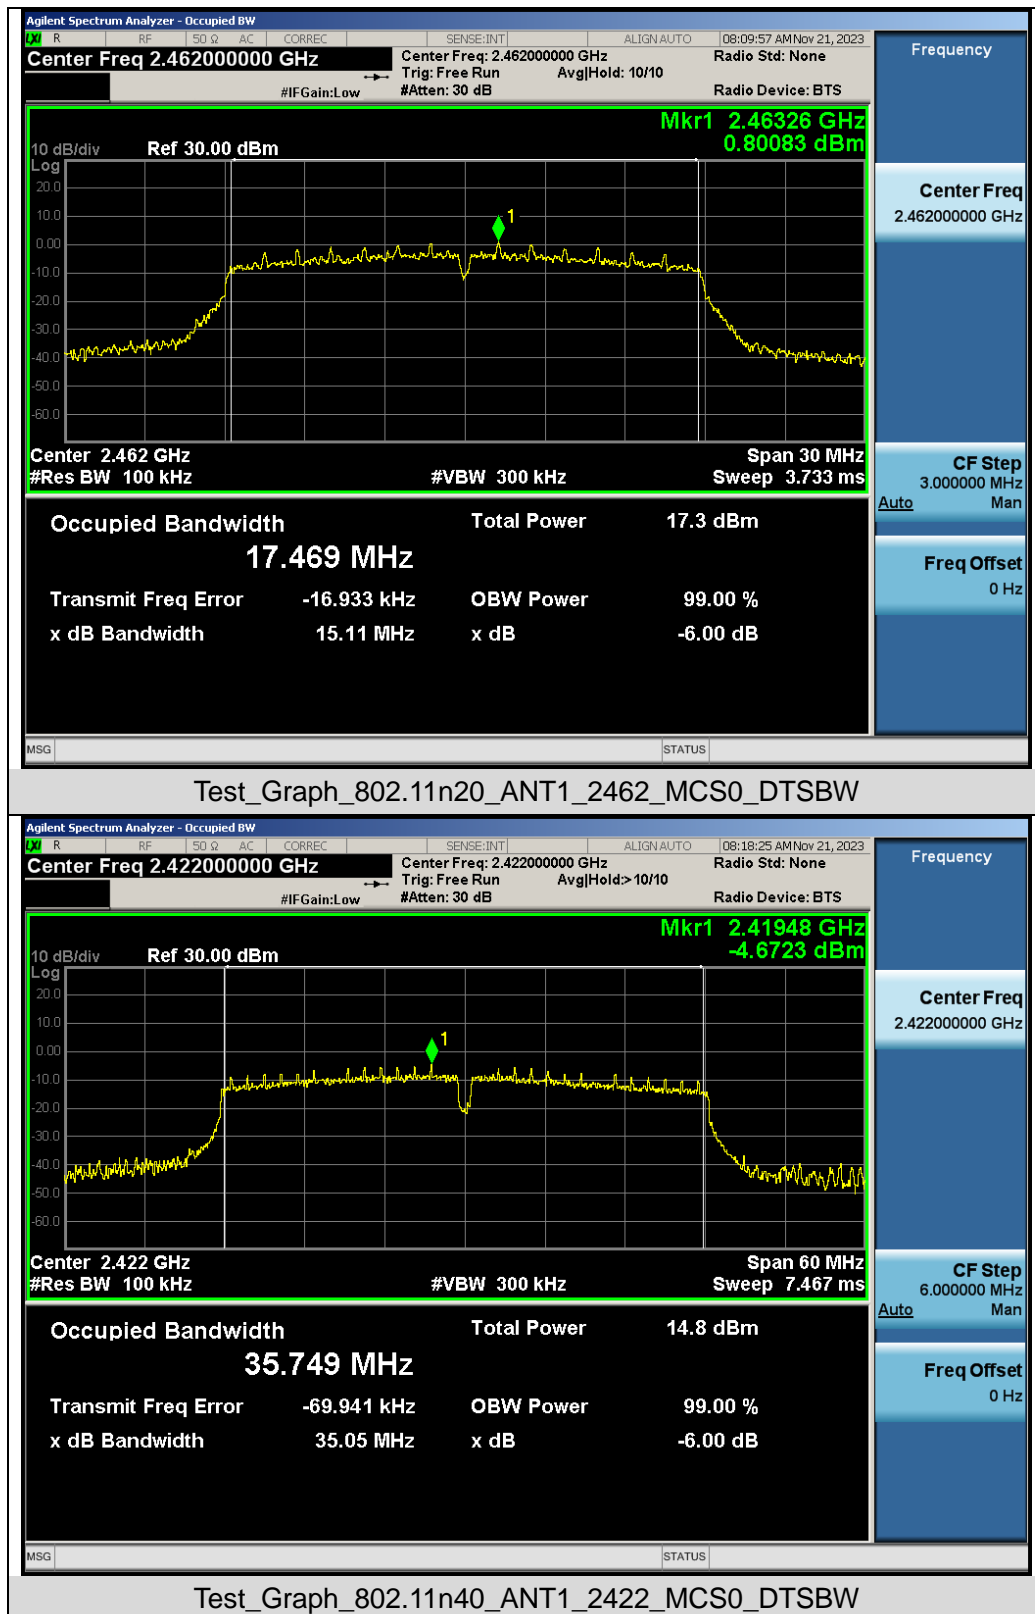 Agilent Spectrum Analyzer - Occupied BW
LXI R RF 50 Ω AC CORREC SENSE:INT ALIGN AUTO 08:09:57 AM Nov 21, 2023
Center Freq 2.462000000 GHz Center Freq: 2.462000000 GHz Radio Std: None
Trig: Free Run Avg|Hold: 10/10
#IFGain:Low #Atten: 30 dB Radio Device: BTS
Mkr1 2.46326 GHz
0.80083 dBm
10 dB/div Ref 30.00 dBm
Log
20.0
10.0
1
0.00
-10.0
-20.0
-30.0
-40.0
-50.0
-60.0
Center 2.462 GHz Span 30 MHz
#Res BW 100 kHz #VBW 300 kHz Sweep 3.733 ms
Occupied Bandwidth Total Power 17.3 dBm
17.469 MHz
Transmit Freq Error -16.933 kHz OBW Power 99.00 %
x dB Bandwidth 15.11 MHz x dB -6.00 dB
MSG STATUS
Frequency
Center Freq
2.462000000 GHz
CF Step
3.000000 MHz
Auto Man
Freq Offset
0 Hz
Test_Graph_802.11n20_ANT1_2462_MCS0_DTSBW
Agilent Spectrum Analyzer - Occupied BW
LXI R RF 50 Ω AC CORREC SENSE:INT ALIGN AUTO 08:18:25 AM Nov 21, 2023
Center Freq 2.422000000 GHz Center Freq: 2.422000000 GHz Radio Std: None
Trig: Free Run Avg|Hold:>10/10
#IFGain:Low #Atten: 30 dB Radio Device: BTS
Mkr1 2.41948 GHz
-4.6723 dBm
10 dB/div Ref 30.00 dBm
Log
20.0
10.0
1
0.00
-10.0
-20.0
-30.0
-40.0
-50.0
-60.0
Center 2.422 GHz Span 60 MHz
#Res BW 100 kHz #VBW 300 kHz Sweep 7.467 ms
Occupied Bandwidth Total Power 14.8 dBm
35.749 MHz
Transmit Freq Error -69.941 kHz OBW Power 99.00 %
x dB Bandwidth 35.05 MHz x dB -6.00 dB
MSG STATUS
Frequency
Center Freq
2.422000000 GHz
CF Step
6.000000 MHz
Auto Man
Freq Offset
0 Hz
Test_Graph_802.11n40_ANT1_2422_MCS0_DTSBW